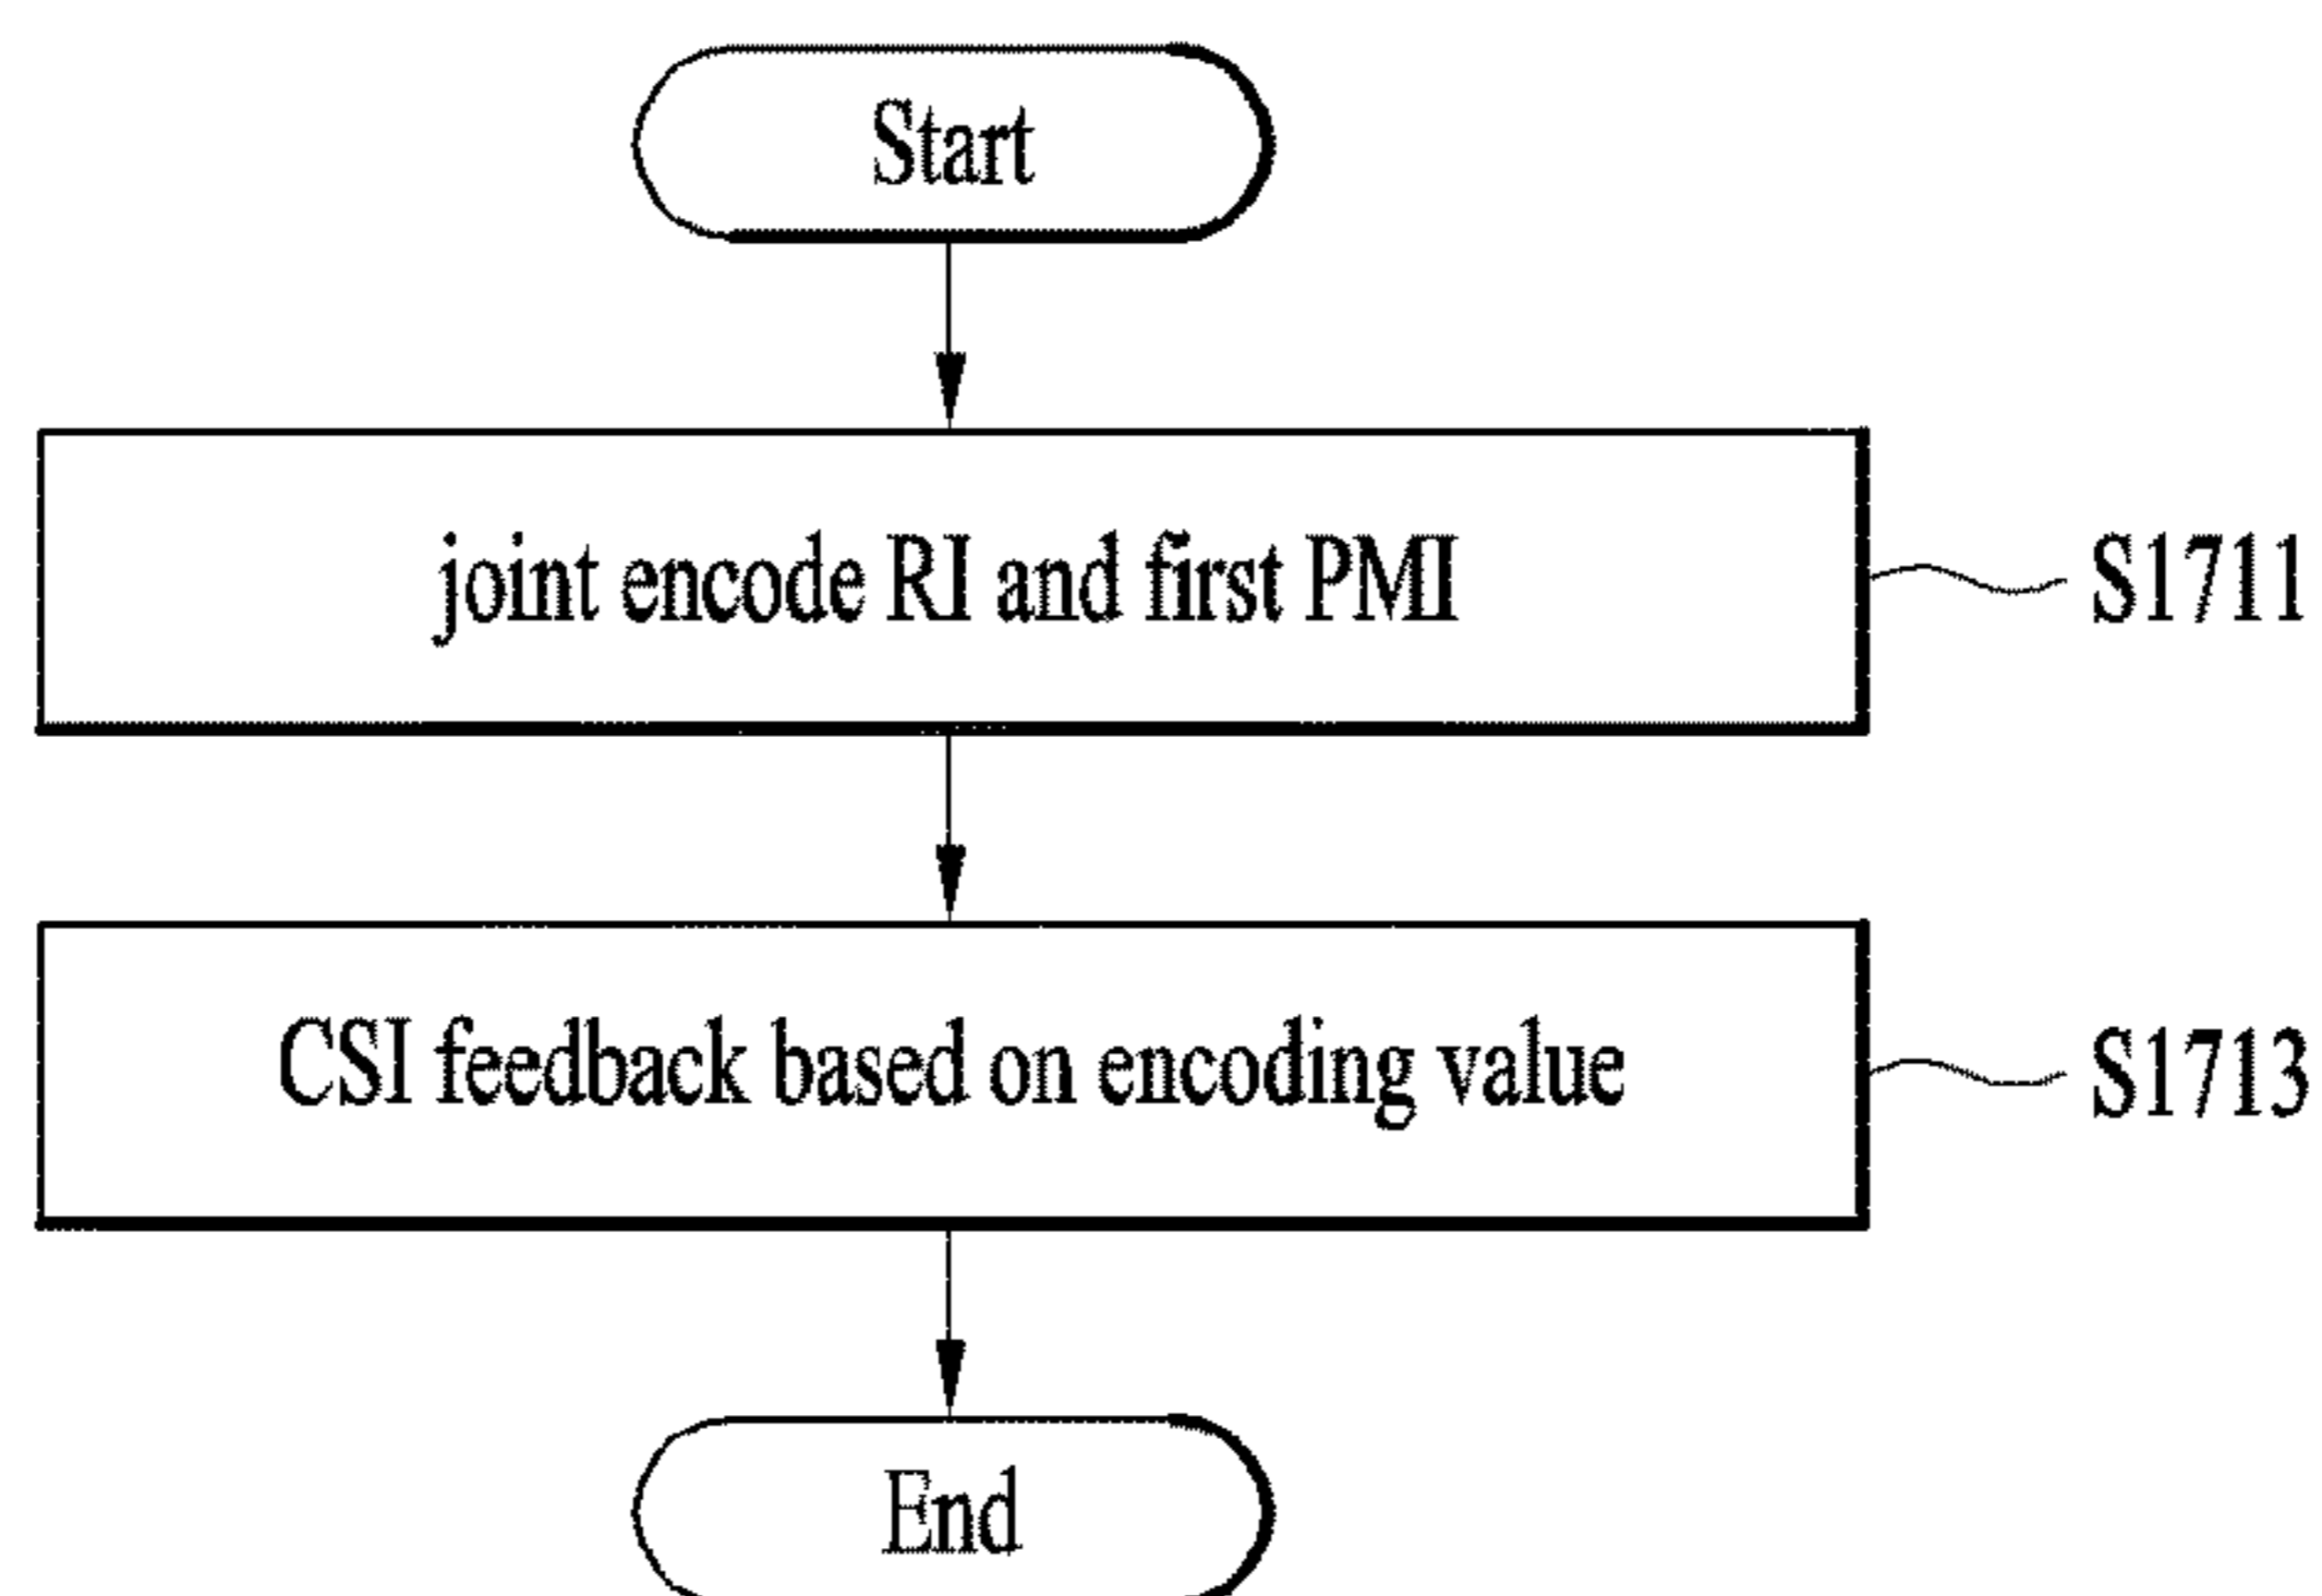 Start
joint encode RI and first PMI
S1711
CSI feedback based on encoding value
S1713
End